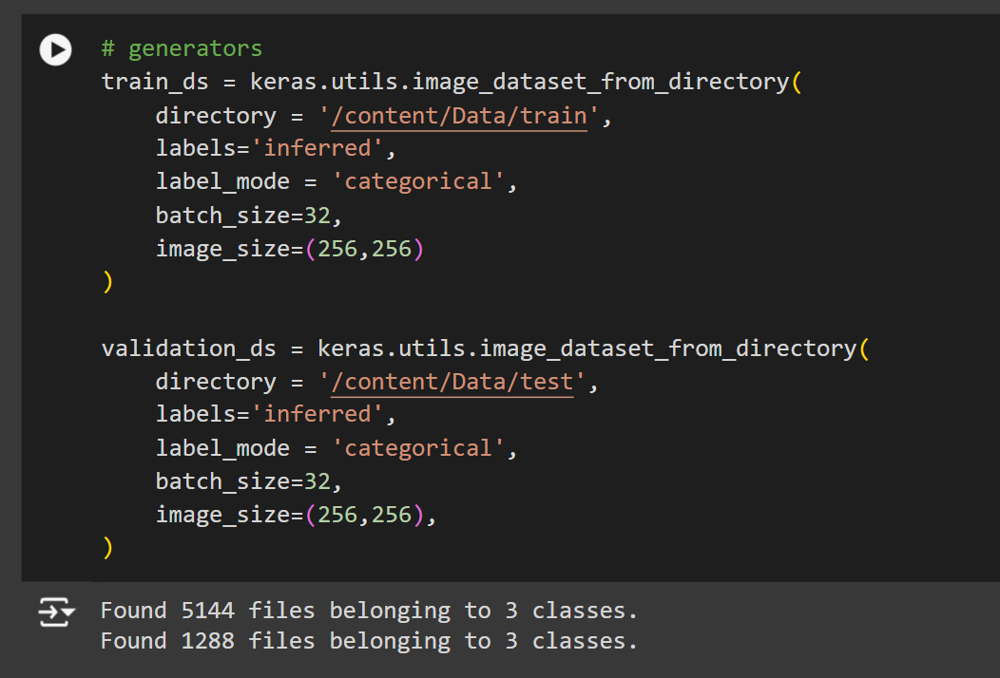 # generators
train_ds = keras.utils.image_dataset_from_directory(
    directory = '/content/Data/train',
    labels='inferred',
    label_mode = 'categorical',
    batch_size=32,
    image_size=(256,256)
)

validation_ds = keras.utils.image_dataset_from_directory(
    directory = '/content/Data/test',
    labels='inferred',
    label_mode = 'categorical',
    batch_size=32,
    image_size=(256,256),
)
Found 5144 files belonging to 3 classes.
Found 1288 files belonging to 3 classes.